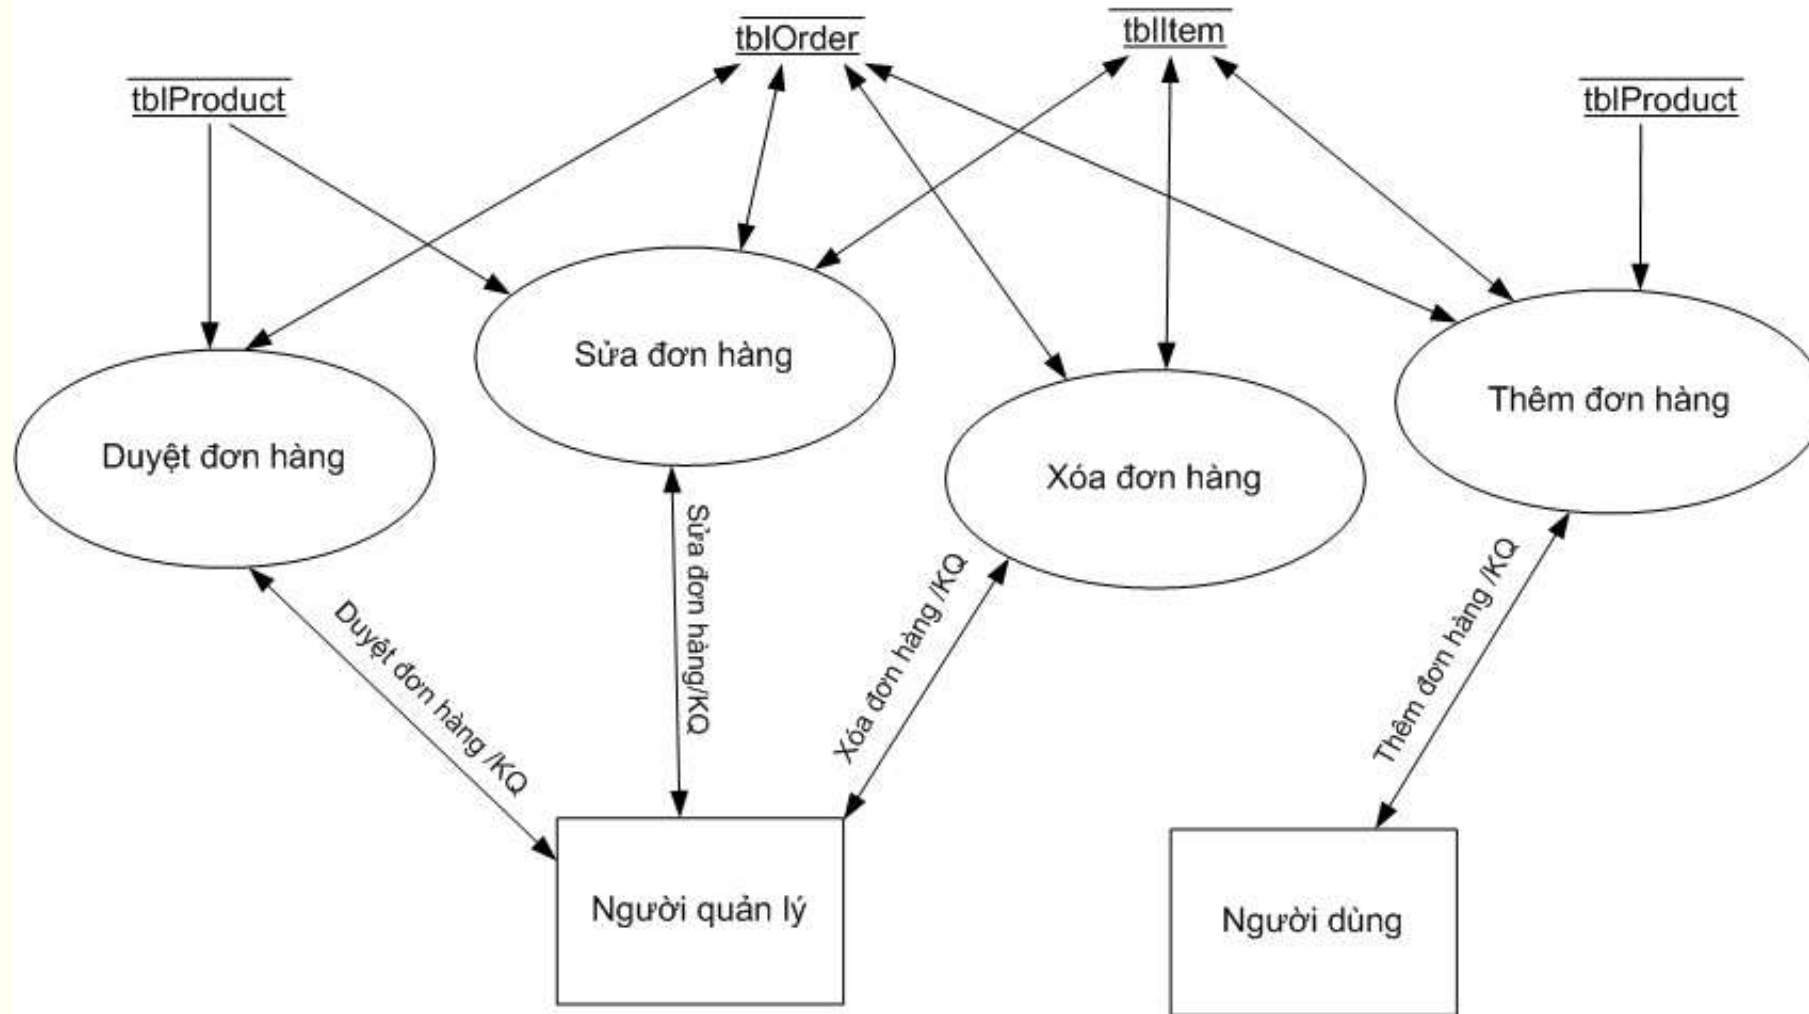 tblOrder
tblItem
tblProduct
tblProduct
Sửa đơn hàng
Thêm đơn hàng
Duyệt đơn hàng
Xóa đơn hàng
Duyệt đơn hàng /KQ
Sửa đơn hàng/KQ
Xóa đơn hàng /KQ
Thêm đơn hàng /KQ
Người quản lý
Người dùng